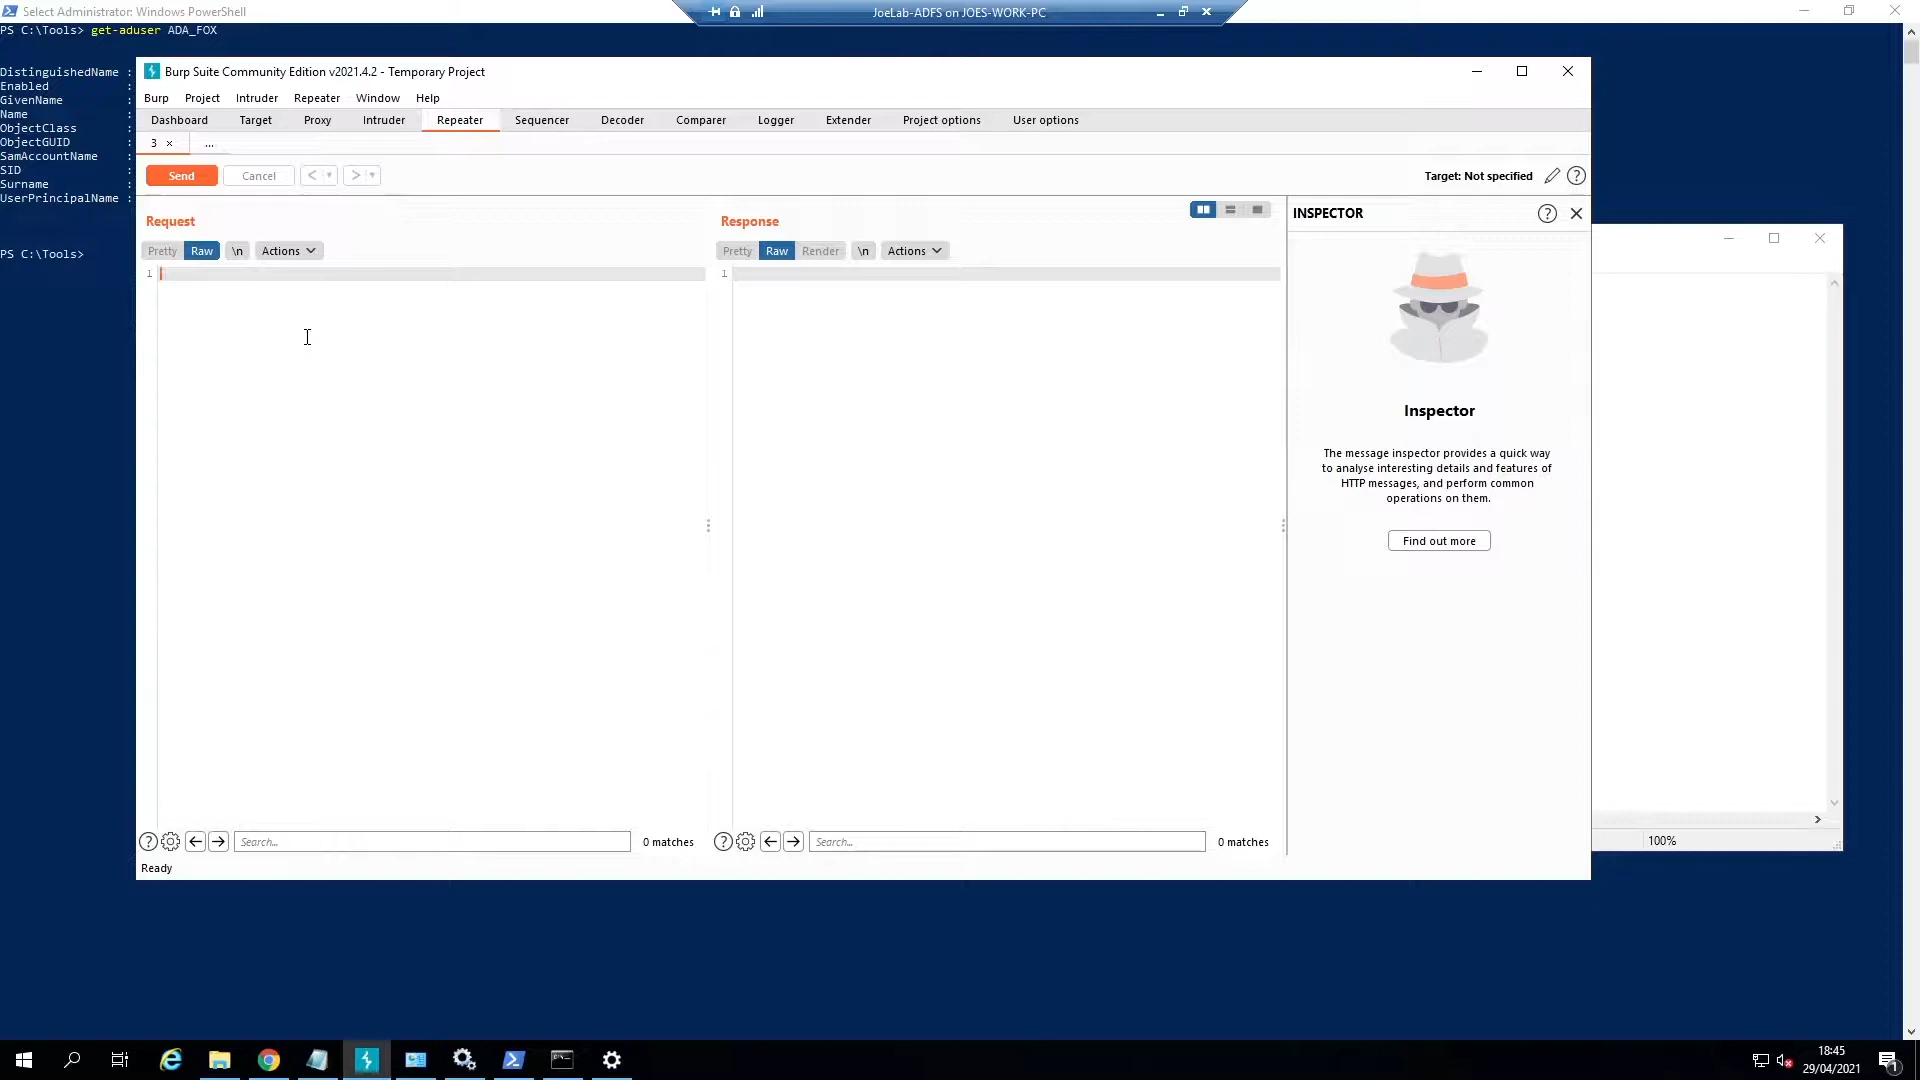 Select Administrator: Windows PowerShell
JoeLab-ADFS on JOES-WORK-PC
PS C:\Tools> get-aduser ADA_FOX
DistinguishedName :
Enabled :
GivenName :
Name :
ObjectClass :
ObjectGUID :
SamAccountName :
SID :
Surname :
UserPrincipalName :
PS C:\Tools>
Burp Suite Community Edition v2021.4.2 - Temporary Project
Burp Project Intruder Repeater Window Help
Dashboard Target Proxy Intruder Repeater Sequencer Decoder Comparer Logger Extender Project options User options
3 × ...
Send Cancel < > Target: Not specified ?
Request
Pretty Raw \n Actions
1
Response
Pretty Raw Render \n Actions
1
INSPECTOR ?
Inspector
The message inspector provides a quick way
to analyse interesting details and features of
HTTP messages, and perform common
operations on them.
Find out more
? Search... 0 matches
? Search... 0 matches
Ready
100%
18:45
29/04/2021
1